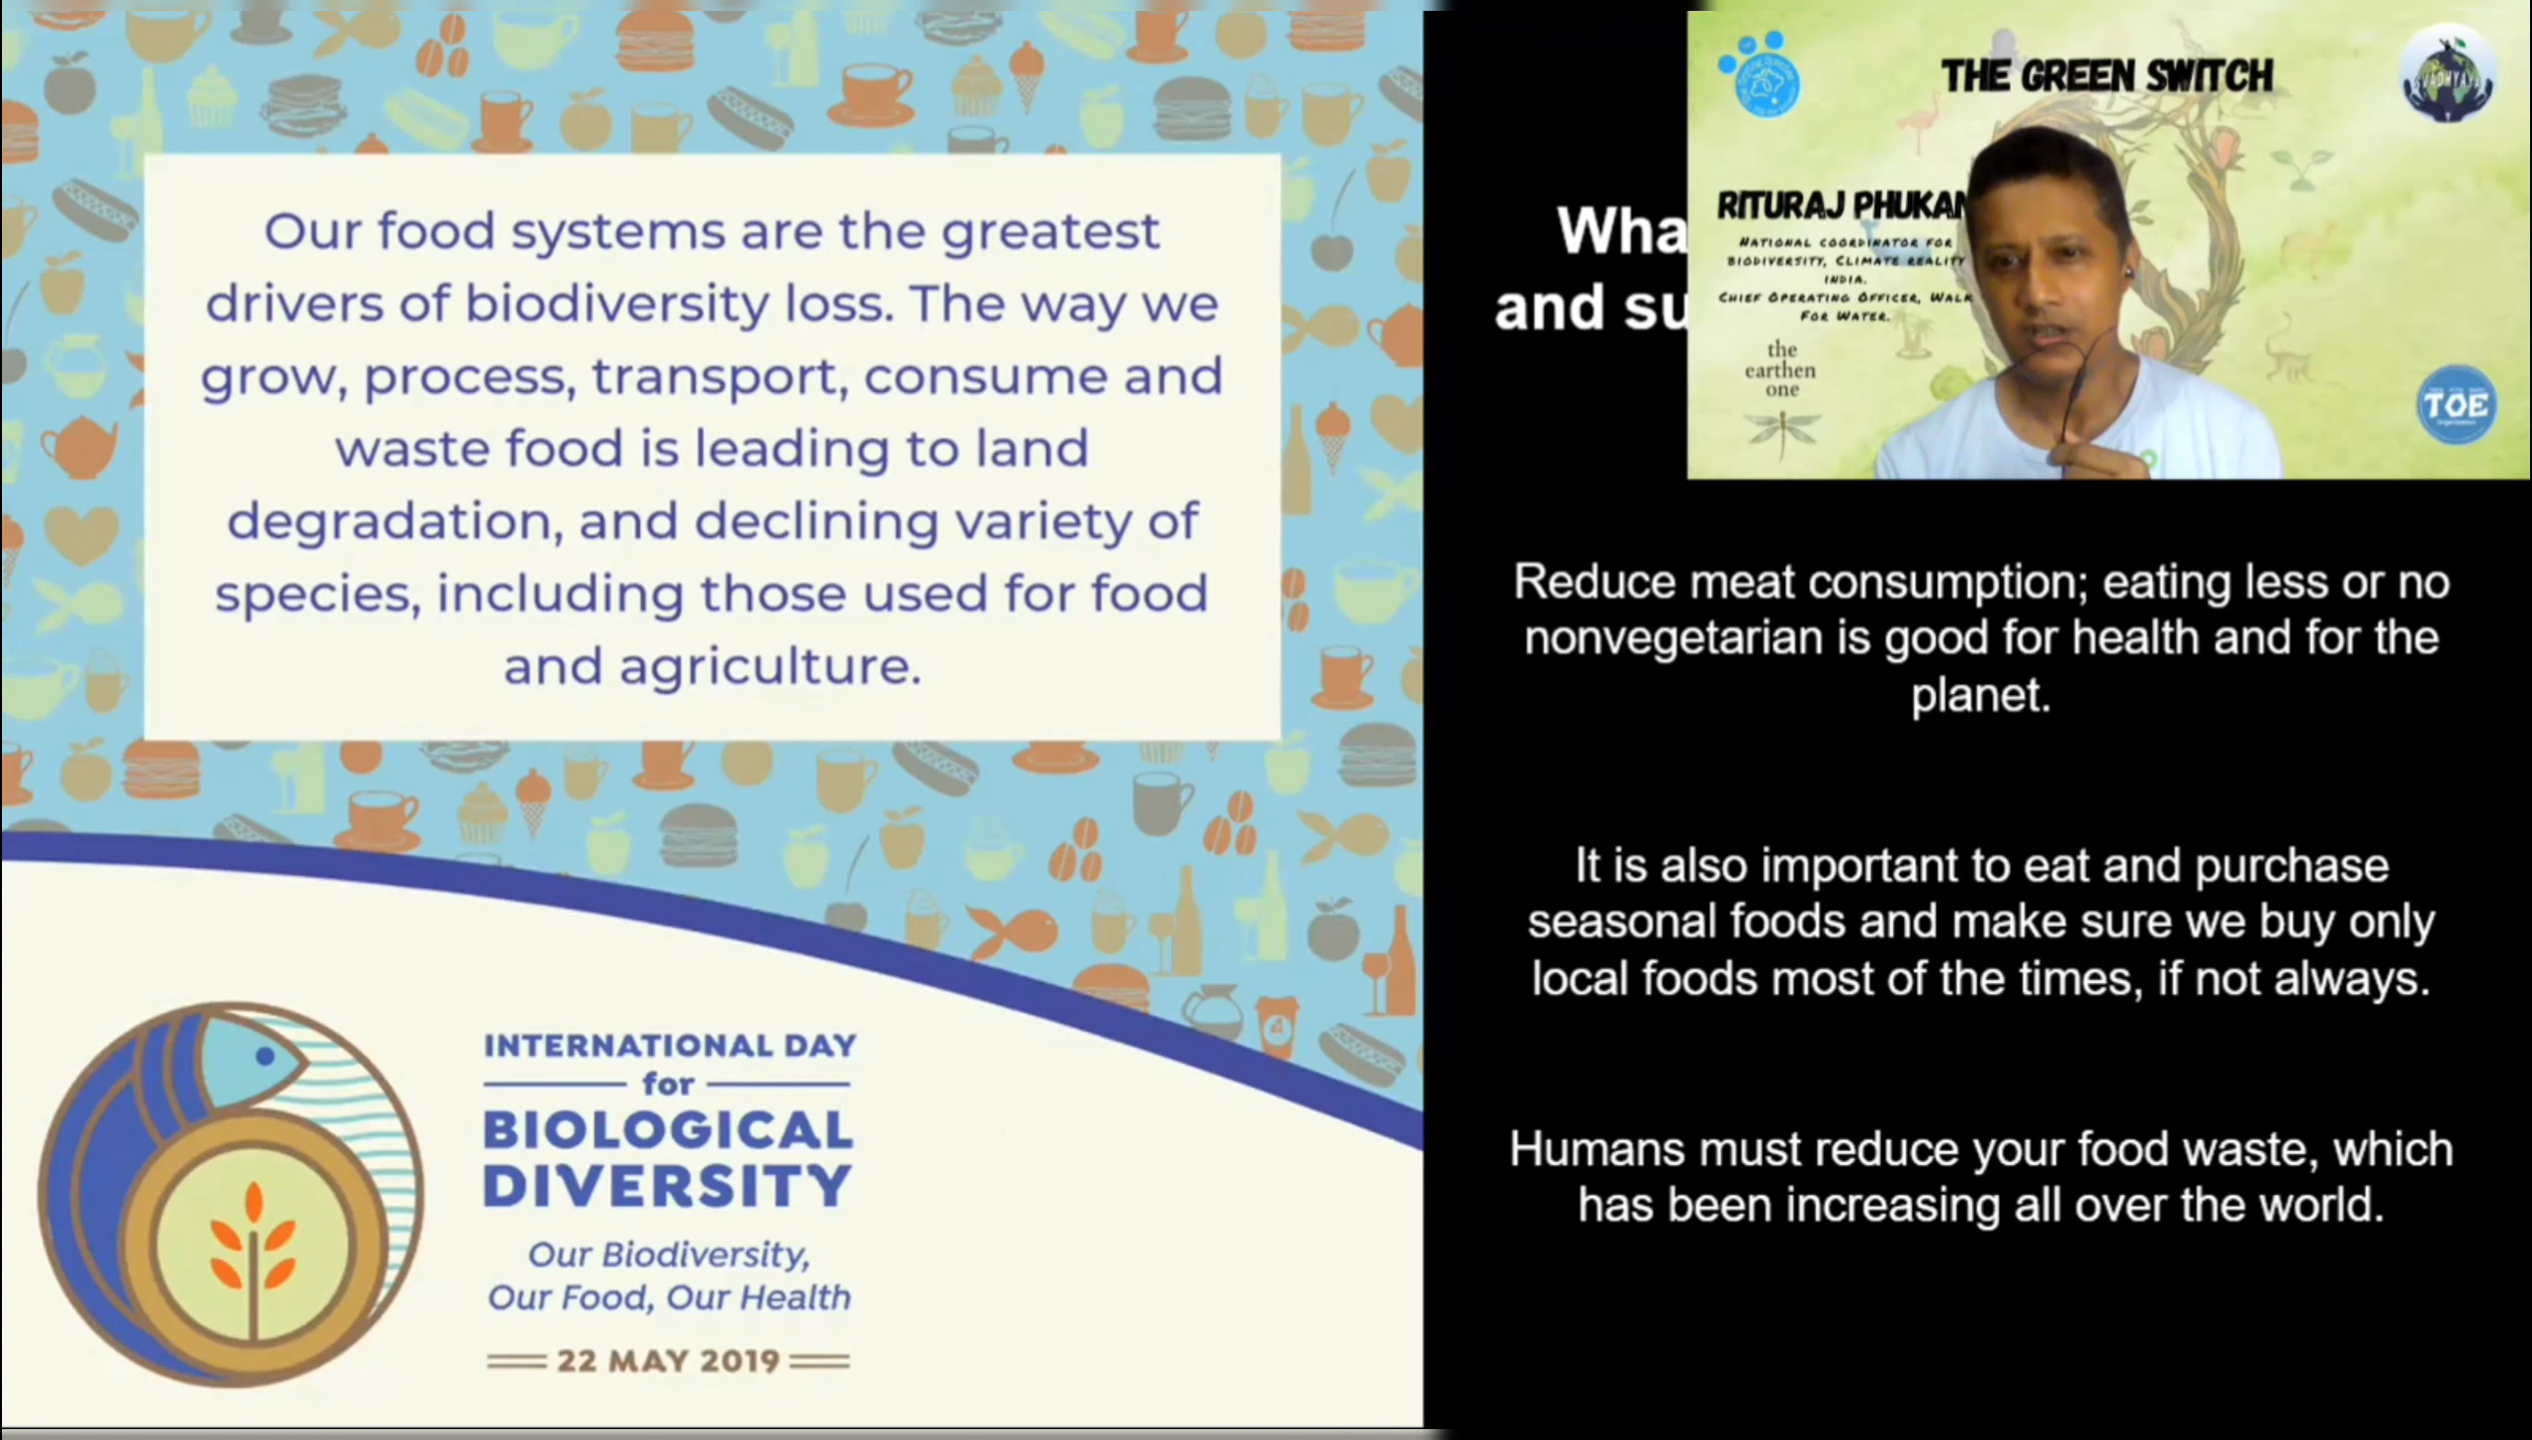 Our food systems are the greatest
drivers of biodiversity loss. The way we
grow, process, transport, consume and
waste food is leading to land
degradation, and declining variety of
species, including those used for food
and agriculture.
INTERNATIONAL DAY
for
BIOLOGICAL
DIVERSITY
Our Biodiversity,
Our Food, Our Health
22 MAY 2019
Wha
and su
THE GREEN SWITCH
RITURAJ PHUKAN
NATIONAL COORDINATOR FOR
BIODIVERSITY, CLIMATE REALITY
INDIA.
CHIEF OPERATING OFFICER, WALK
FOR WATER.
the
earthen
one
TOE
Reduce meat consumption; eating less or no
nonvegetarian is good for health and for the
planet.
It is also important to eat and purchase
seasonal foods and make sure we buy only
local foods most of the times, if not always.
Humans must reduce your food waste, which
has been increasing all over the world.